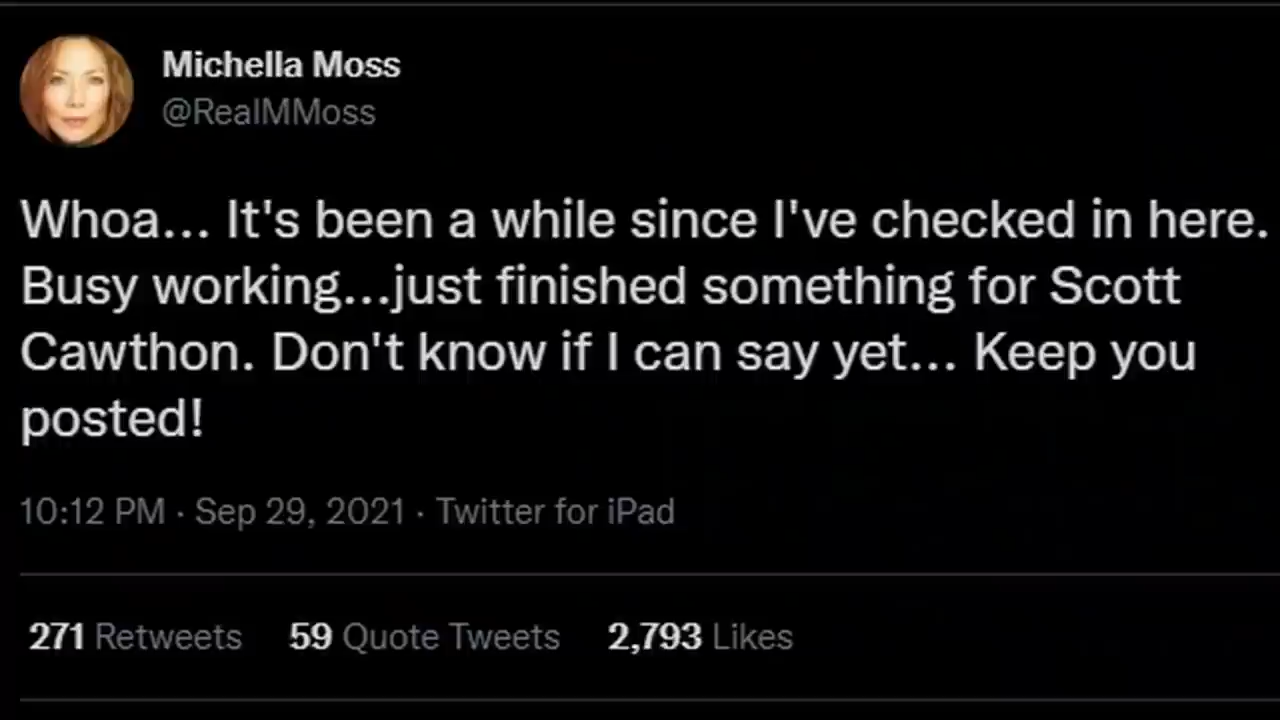 Michella Moss
@RealMMoss
Whoa... It's been a while since I've checked in here.
Busy working...just finished something for Scott
Cawthon. Don't know if I can say yet... Keep you
posted!
10:12 PM · Sep 29, 2021 · Twitter for iPad
271 Retweets 59 Quote Tweets 2,793 Likes